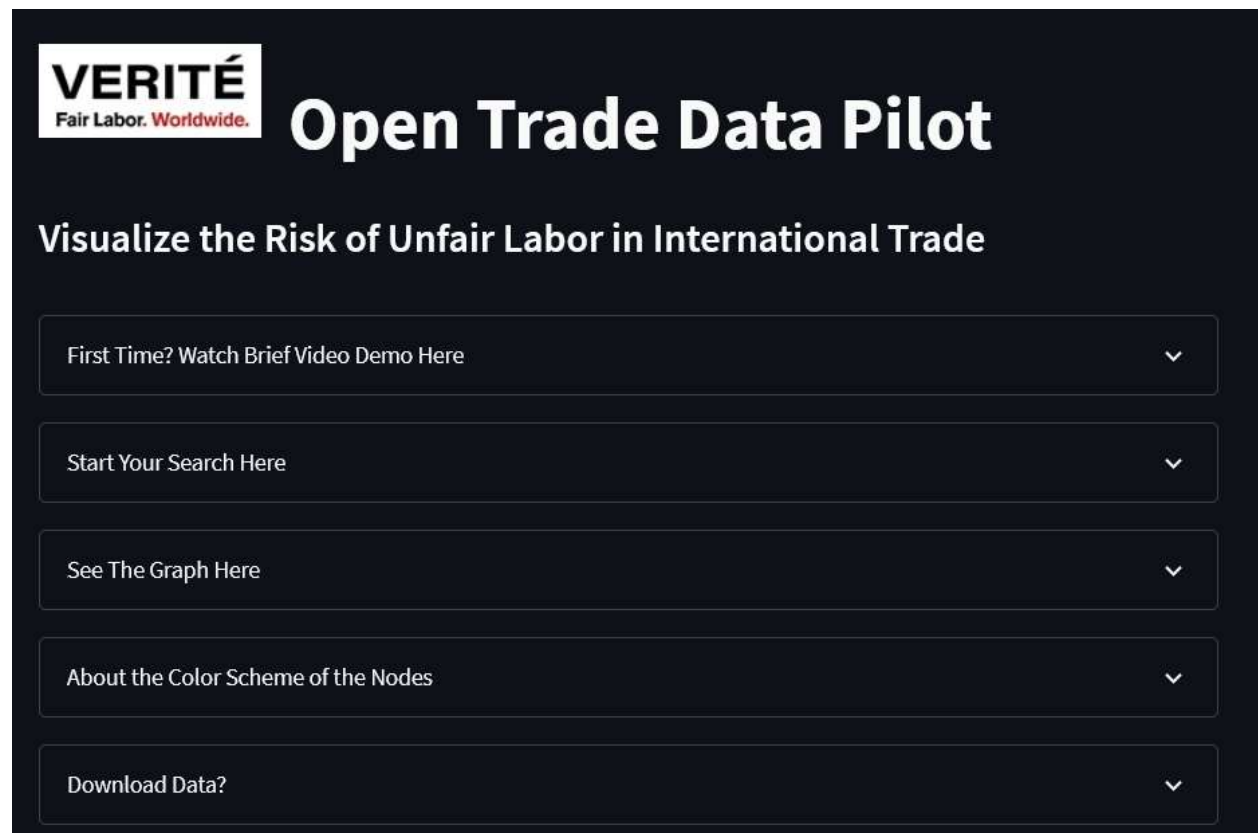 VERITÉ
Fair Labor. Worldwide.
Open Trade Data Pilot
Visualize the Risk of Unfair Labor in International Trade
First Time? Watch Brief Video Demo Here
Start Your Search Here
See The Graph Here
About the Color Scheme of the Nodes
Download Data?